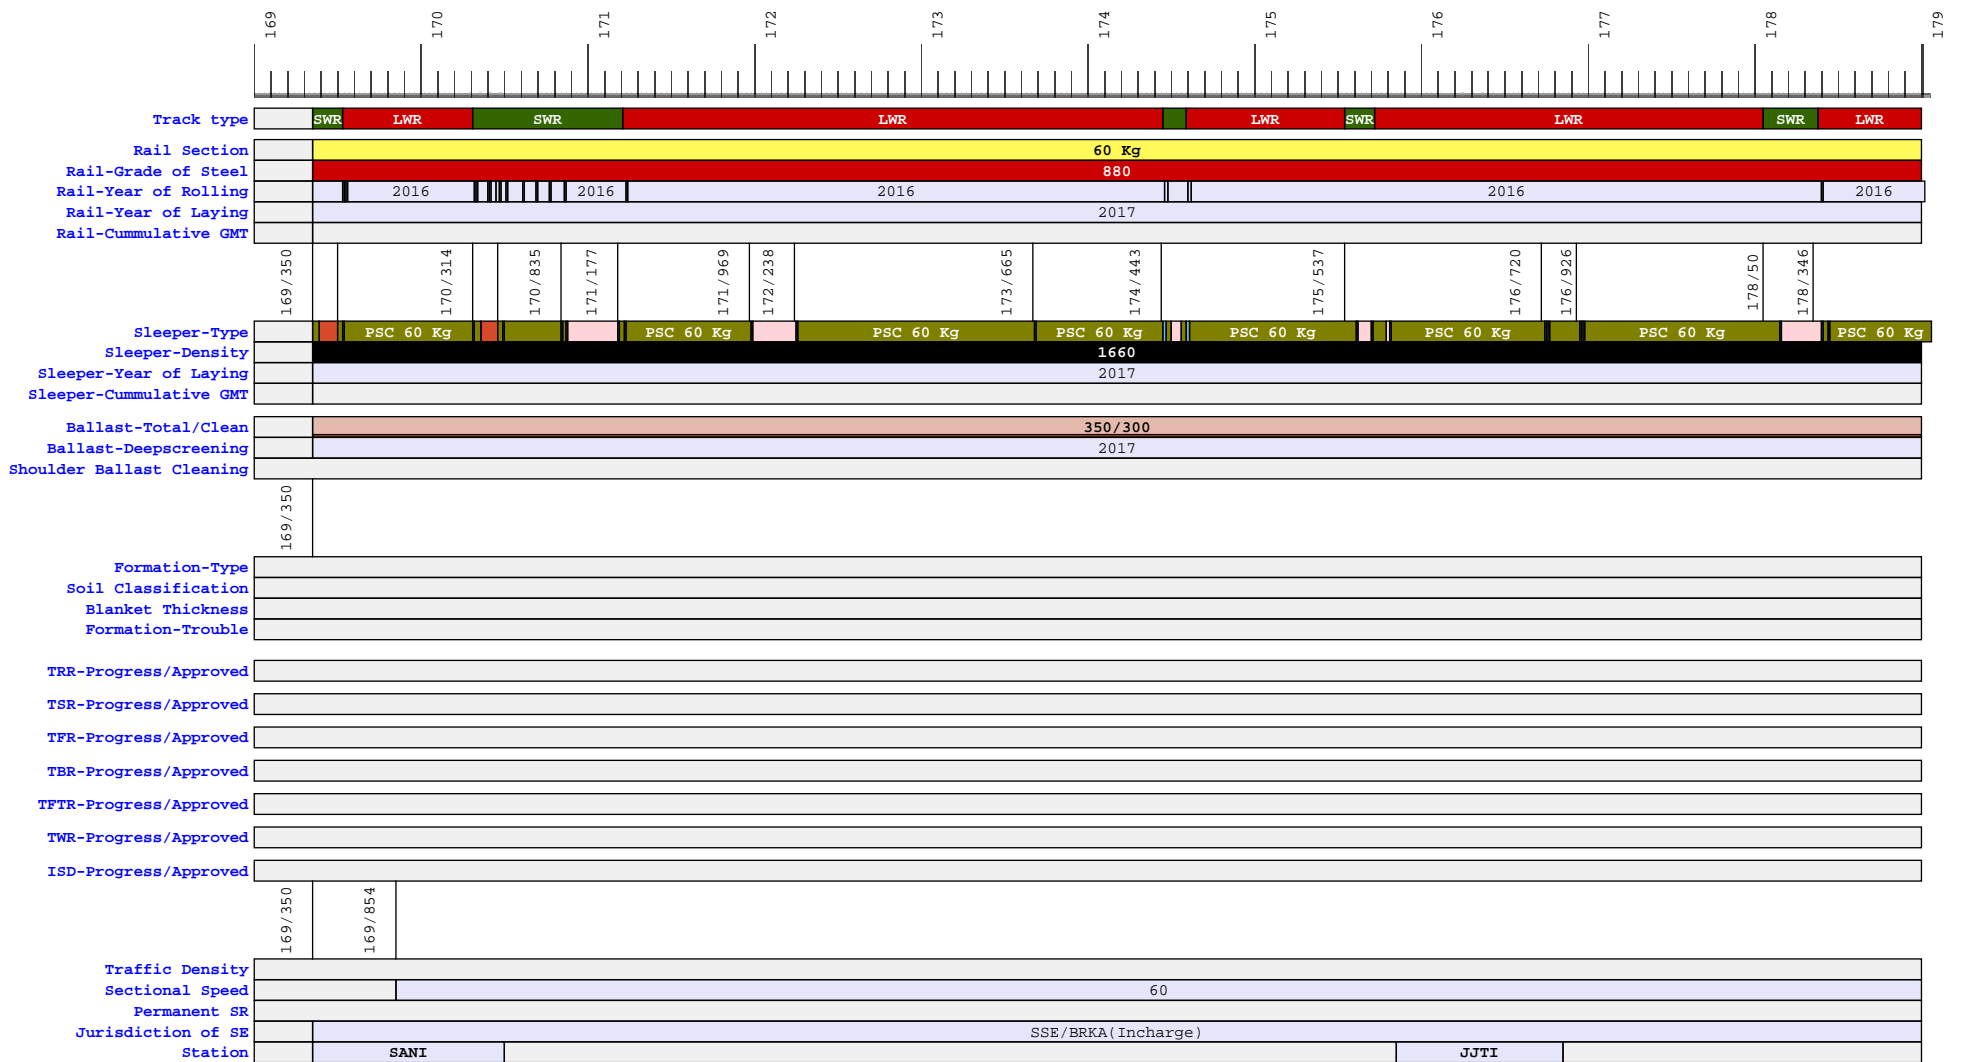 169 170 171 172 173 174 175 176 177 178 179
Track type SWR LWR SWR LWR LWR SWR LWR SWR LWR
Rail Section 60 Kg
Rail-Grade of Steel 880
Rail-Year of Rolling 2016 2016 2016 2016 2016
Rail-Year of Laying 2017
Rail-Cummulative GMT
169/350 170/314 170/835 171/177 171/969 172/238 173/665 174/443 175/537 176/720 176/926 178/50 178/346
Sleeper-Type PSC 60 Kg PSC 60 Kg PSC 60 Kg PSC 60 Kg PSC 60 Kg PSC 60 Kg PSC 60 Kg PSC 60 Kg
Sleeper-Density 1660
Sleeper-Year of Laying 2017
Sleeper-Cummulative GMT
Ballast-Total/Clean 350/300
Ballast-Deepscreening 2017
Shoulder Ballast Cleaning
169/350
Formation-Type
Soil Classification
Blanket Thickness
Formation-Trouble
TRR-Progress/Approved
TSR-Progress/Approved
TFR-Progress/Approved
TBR-Progress/Approved
TFTR-Progress/Approved
TWR-Progress/Approved
ISD-Progress/Approved
169/350 169/854
Traffic Density
Sectional Speed 60
Permanent SR
Jurisdiction of SE SSE/BRKA(Incharge)
Station SANI JJTI